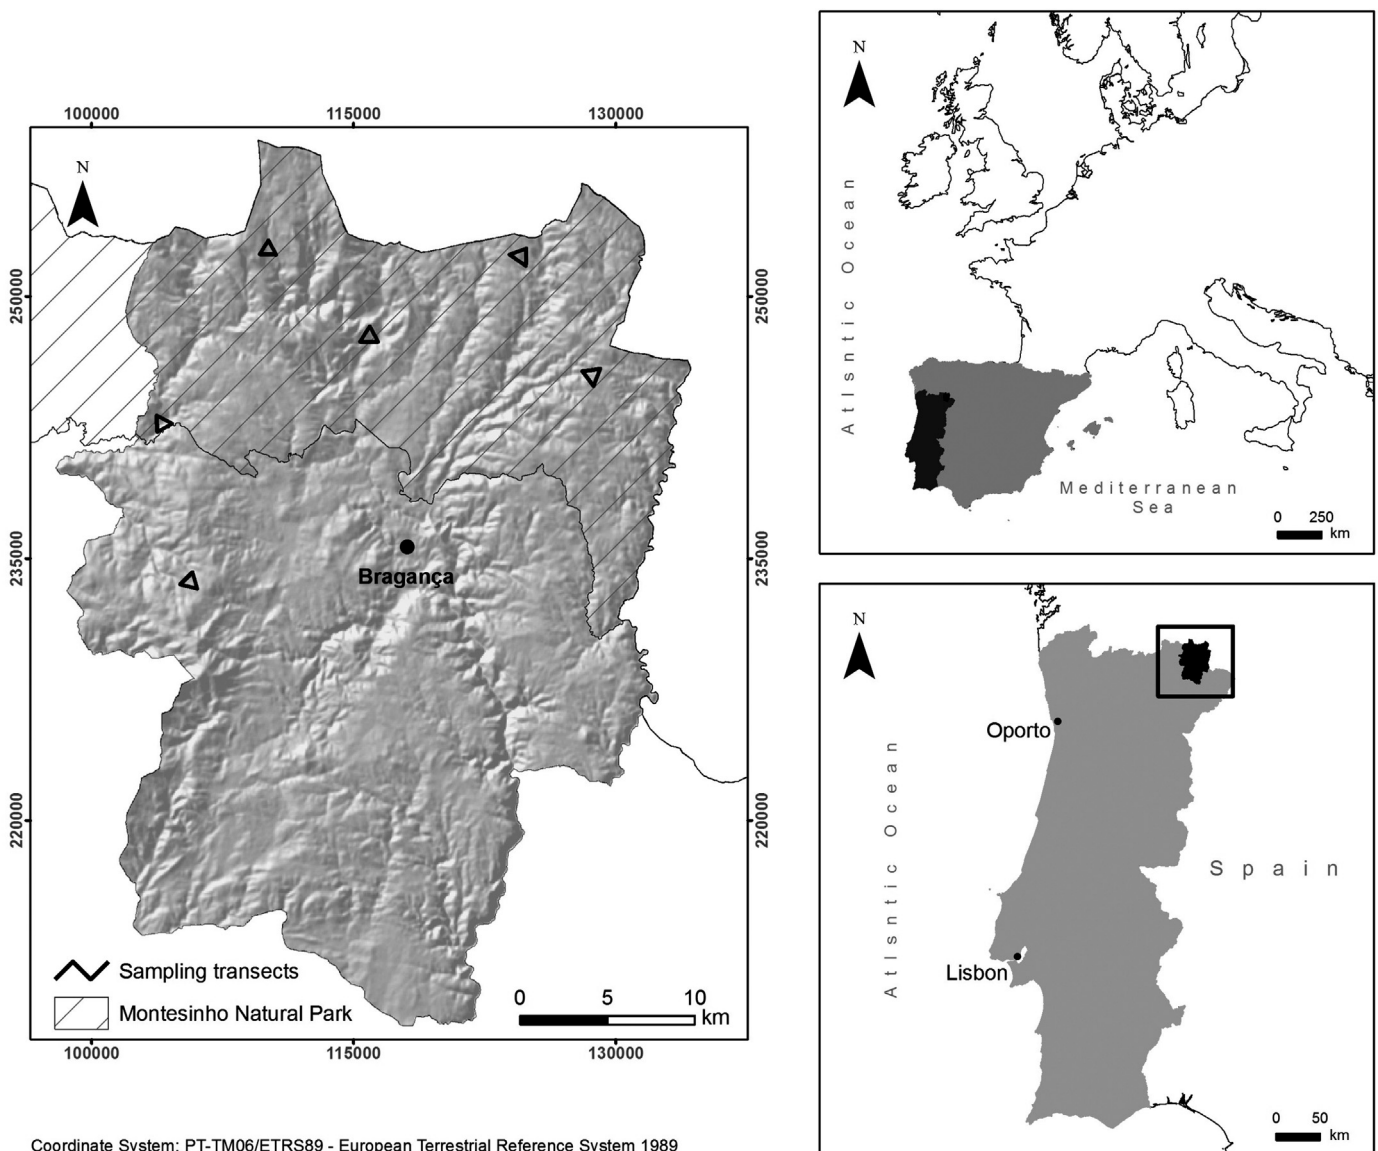 100000 115000 130000
N
250000 250000
235000 235000
220000 220000
Bragança
Sampling transects
Montesinho Natural Park
0 5 10
km
100000 115000 130000
Coordinate System: PT-TM06/ETRS89 - European Terrestrial Reference System 1989
N
Atlsntic Ocean
Mediterranean
Sea
0 250
km
N
Atlsntic Ocean
Oporto
Lisbon
Spain
0 50
km